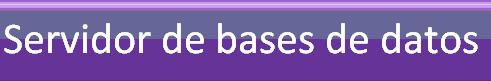 Servidor de bases de datos